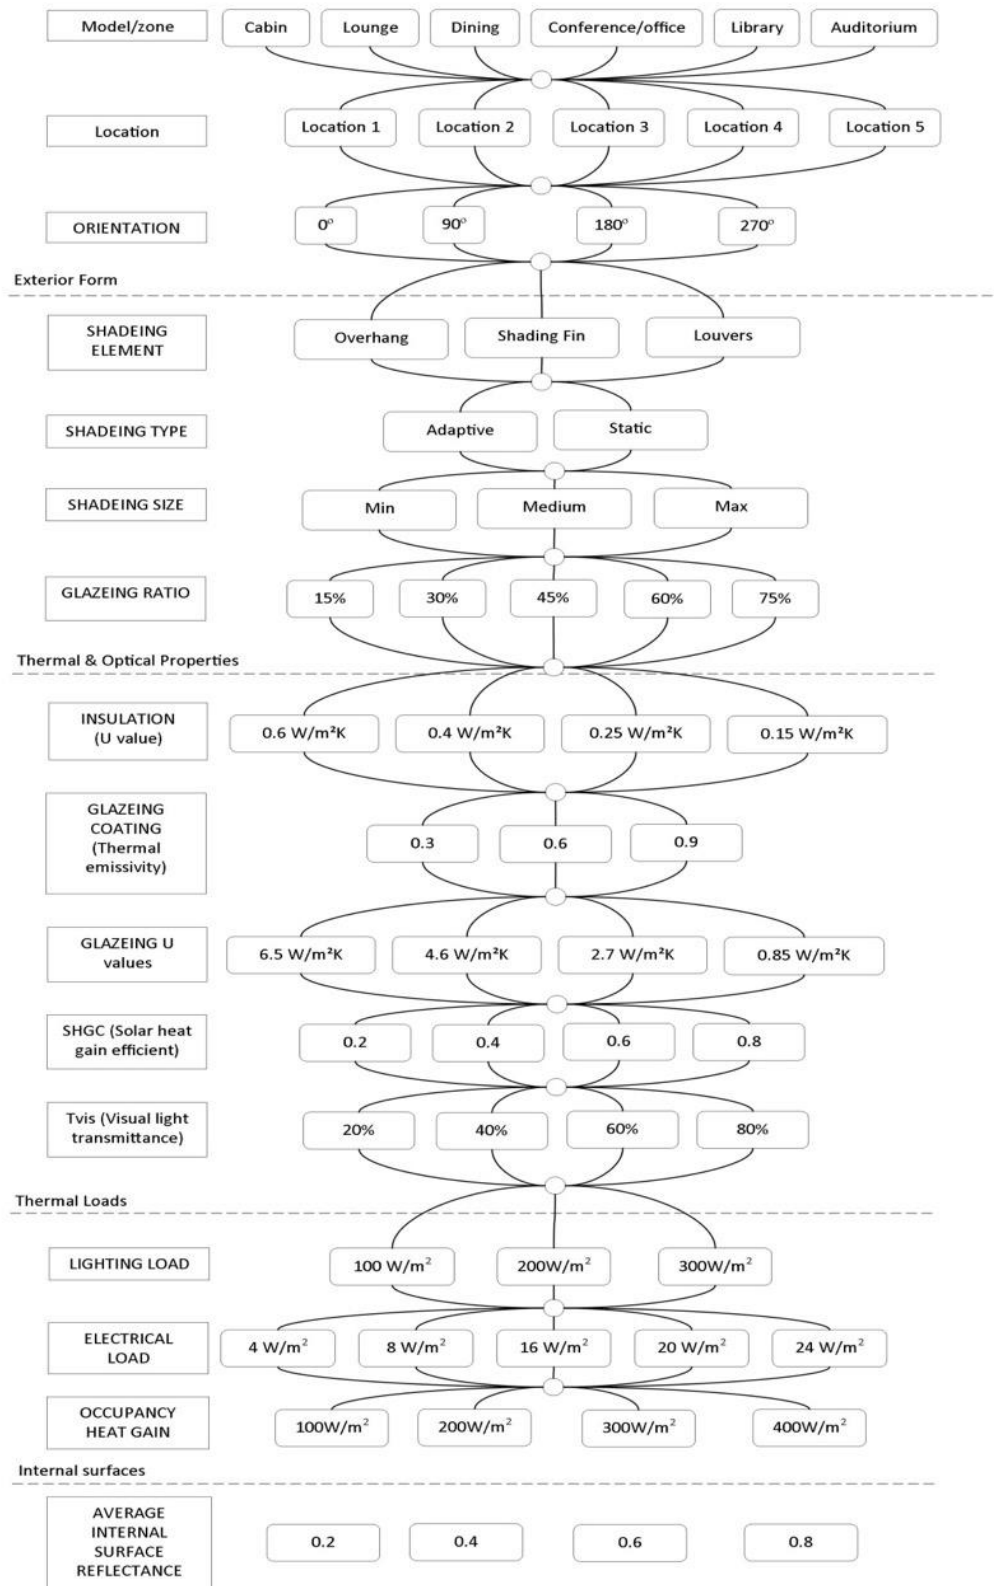 Model/zone Cabin Lounge Dining Conference/office Library Auditorium
Location Location 1 Location 2 Location 3 Location 4 Location 5
ORIENTATION 0° 90° 180° 270°
Exterior Form
SHADEING
ELEMENT
Overhang Shading Fin Louvers
SHADEING TYPE Adaptive Static
SHADEING SIZE Min Medium Max
GLAZEING RATIO 15% 30% 45% 60% 75%
Thermal & Optical Properties
INSULATION
(U value)
0.6 W/m²K 0.4 W/m²K 0.25 W/m²K 0.15 W/m²K
GLAZEING
COATING
(Thermal
emissivity)
0.3 0.6 0.9
GLAZEING U
values
6.5 W/m²K 4.6 W/m²K 2.7 W/m²K 0.85 W/m²K
SHGC (Solar heat
gain efficient)
0.2 0.4 0.6 0.8
Tvis (Visual light
transmittance)
20% 40% 60% 80%
Thermal Loads
LIGHTING LOAD 100 W/m² 200W/m² 300W/m²
ELECTRICAL
LOAD
4 W/m² 8 W/m² 16 W/m² 20 W/m² 24 W/m²
OCCUPANCY
HEAT GAIN
100W/m² 200W/m² 300W/m² 400W/m²
Internal surfaces
AVERAGE
INTERNAL
SURFACE
REFLECTANCE
0.2 0.4 0.6 0.8